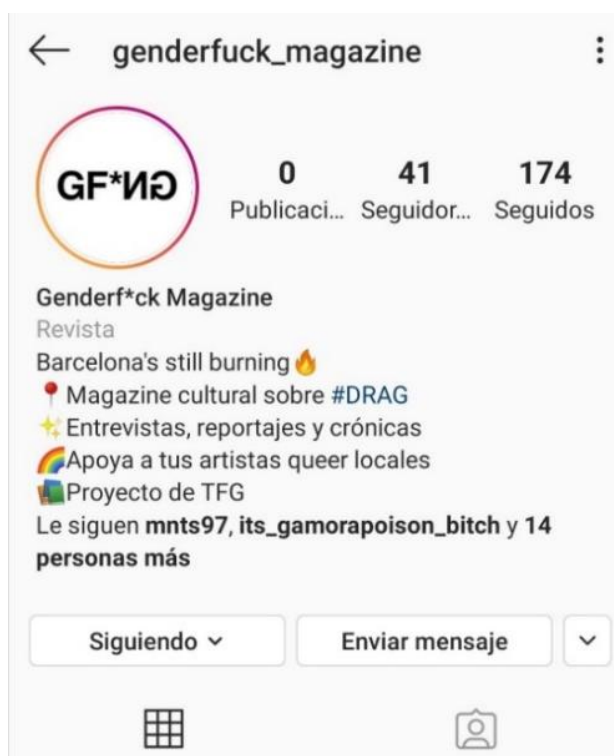 genderfuck_magazine
GF*ИG
0 41 174
Publicaci... Seguidor... Seguidos
Genderf*ck Magazine
Revista
Barcelona's still burning🔥
📍Magazine cultural sobre #DRAG
✨Entrevistas, reportajes y crónicas
🌈Apoya a tus artistas queer locales
📚Proyecto de TFG
Le siguen mnts97, its_gamorapoison_bitch y 14
personas más
Siguiendo
Enviar mensaje